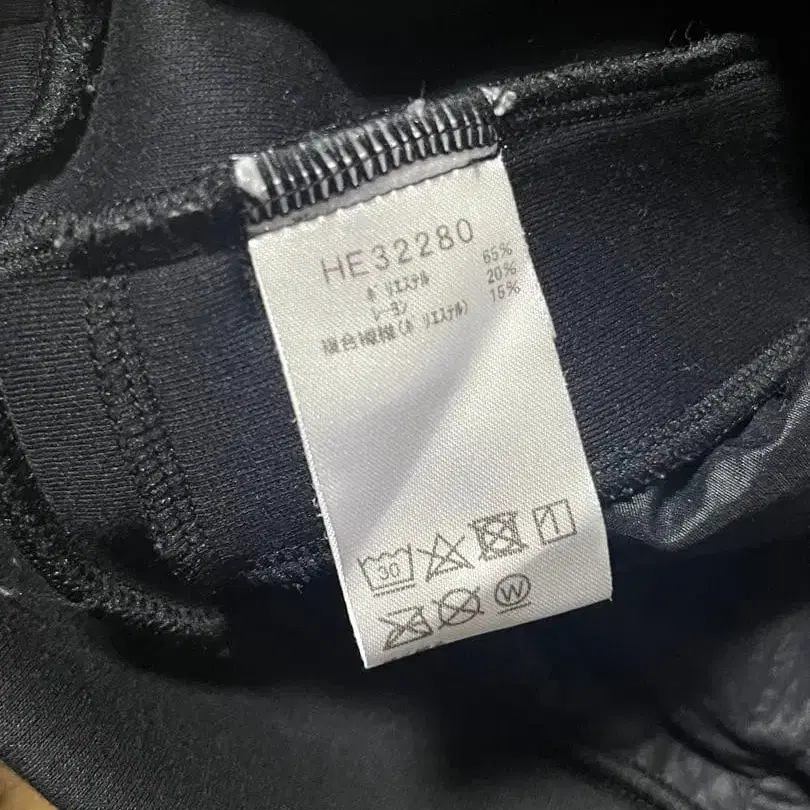 HE32280
ポリエステル 65%
レーヨン 20%
複合繊維(ポリエステル) 15%
30
W